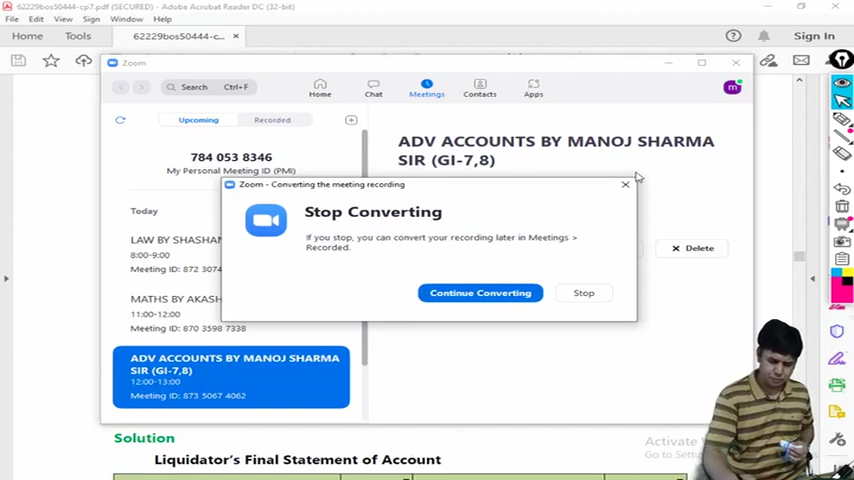 62229bos50444-cp7.pdf (SECURED) - Adobe Acrobat Reader DC (32-bit)
File Edit View Sign Window Help
Home Tools 62229bos50444-c... × Sign In
Zoom
Search Ctrl+F
Home Chat Meetings Contacts Apps
m
Upcoming Recorded
784 053 8346
My Personal Meeting ID (PMI)
Today
LAW BY SHASHAN
8:00-9:00
Meeting ID: 872 3074
MATHS BY AKASH
11:00-12:00
Meeting ID: 870 3598 7338
ADV ACCOUNTS BY MANOJ SHARMA
SIR (GI-7,8)
12:00-13:00
Meeting ID: 873 5067 4062
ADV ACCOUNTS BY MANOJ SHARMA
SIR (GI-7,8)
Delete
Zoom - Converting the meeting recording
Stop Converting
If you stop, you can convert your recording later in Meetings >
Recorded.
Continue Converting Stop
Solution
Liquidator's Final Statement of Account
Activate
Go to Setting